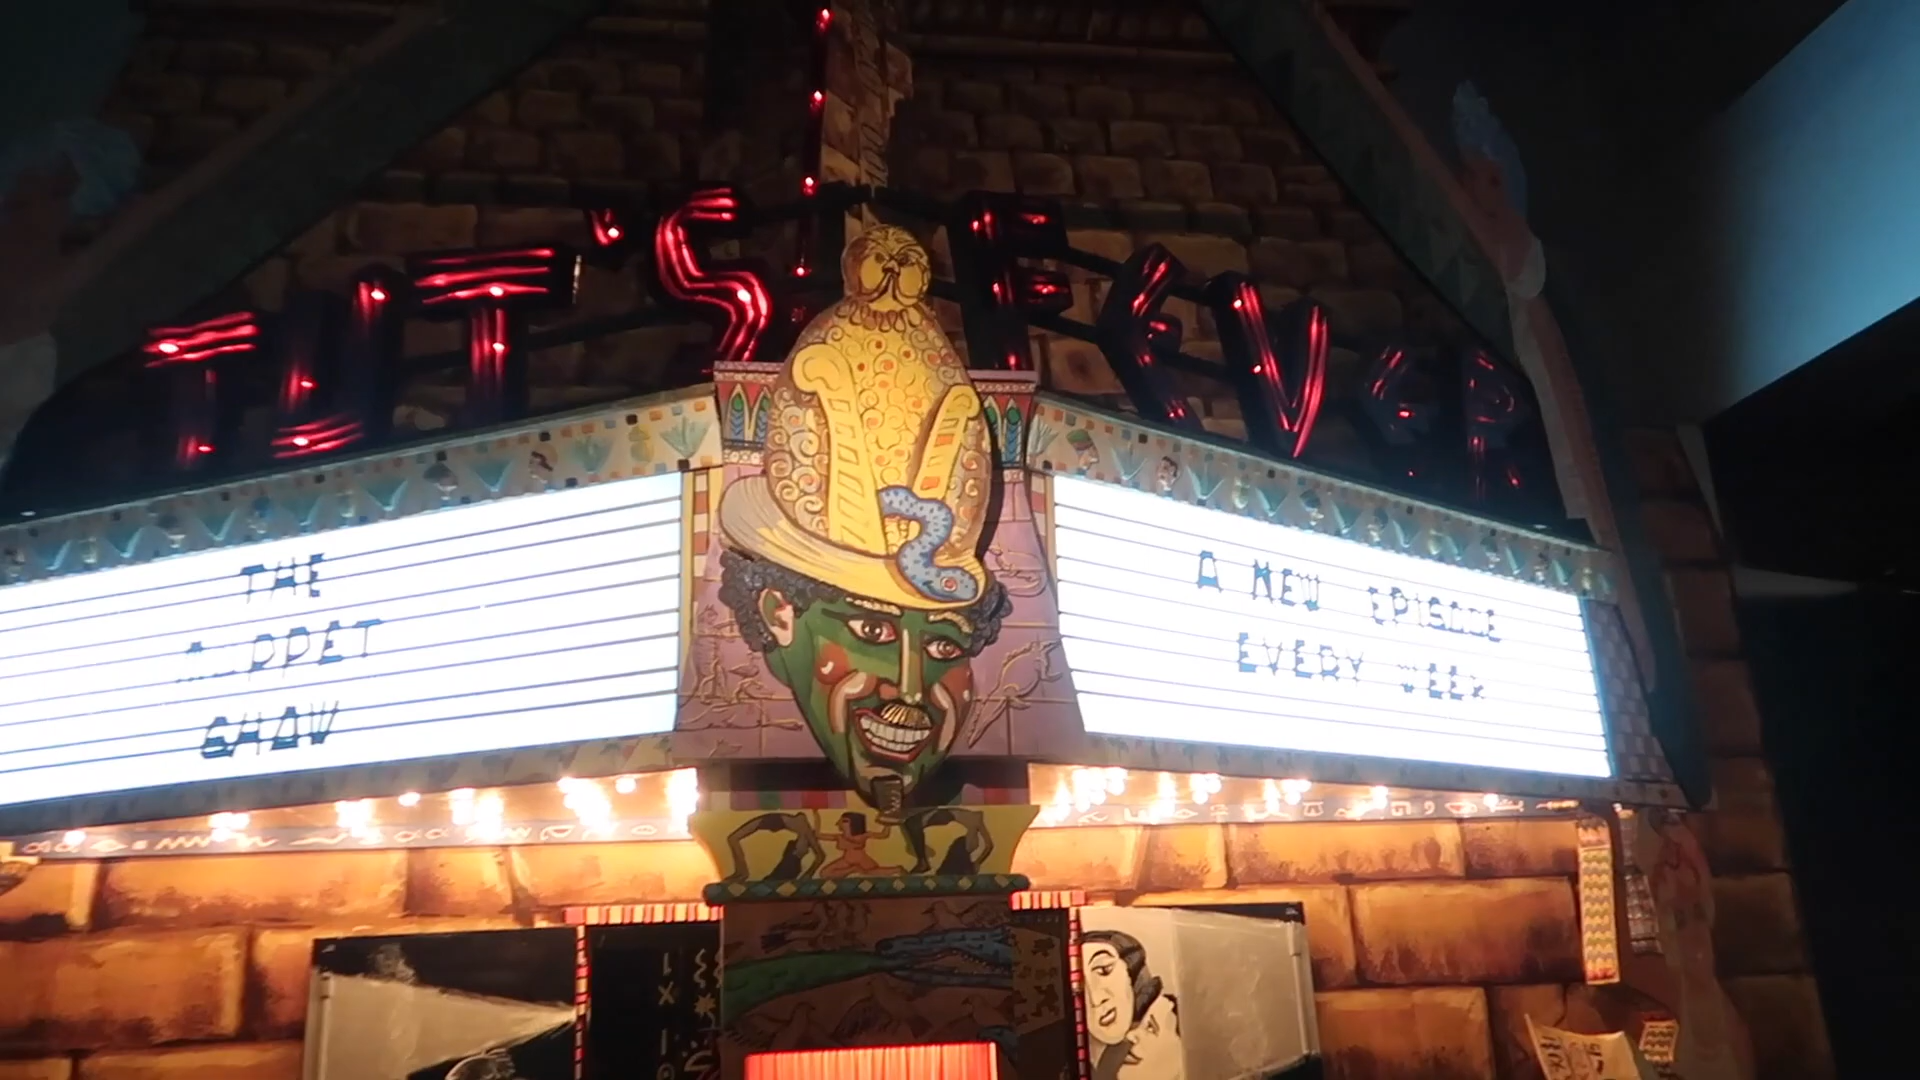 TUT'S FEVER
THE
MUPPET
SHOW
A NEW EPISODE
EVERY WEEK